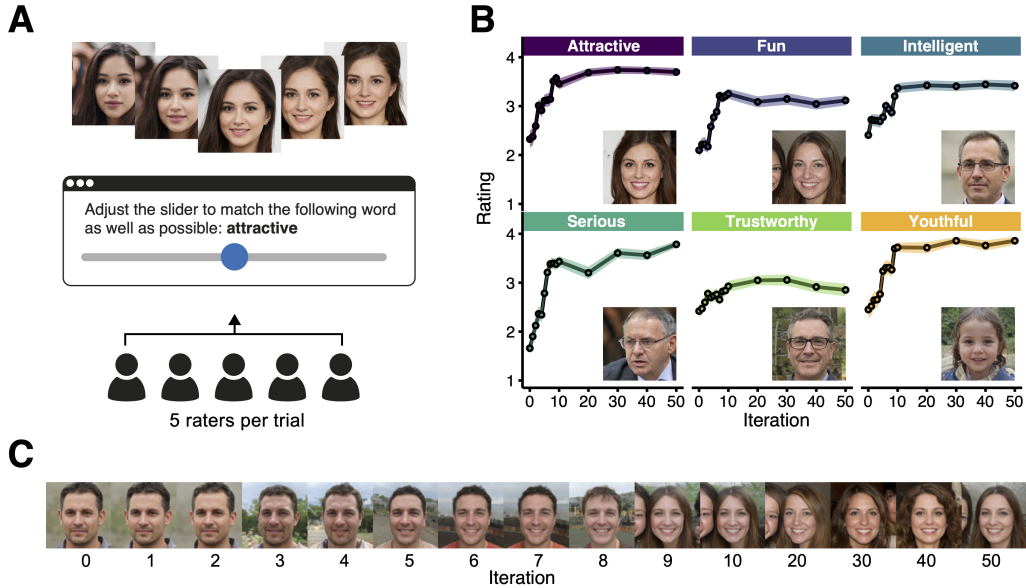 A
Adjust the slider to match the following word
as well as possible: attractive
5 raters per trial
B
Attractive Fun Intelligent
4
3
2
1
Serious Trustworthy Youthful
4
3
2
1
Rating
0 10 20 30 40 50 0 10 20 30 40 50 0 10 20 30 40 50
Iteration
C
0 1 2 3 4 5 6 7 8 9 10 20 30 40 50
Iteration